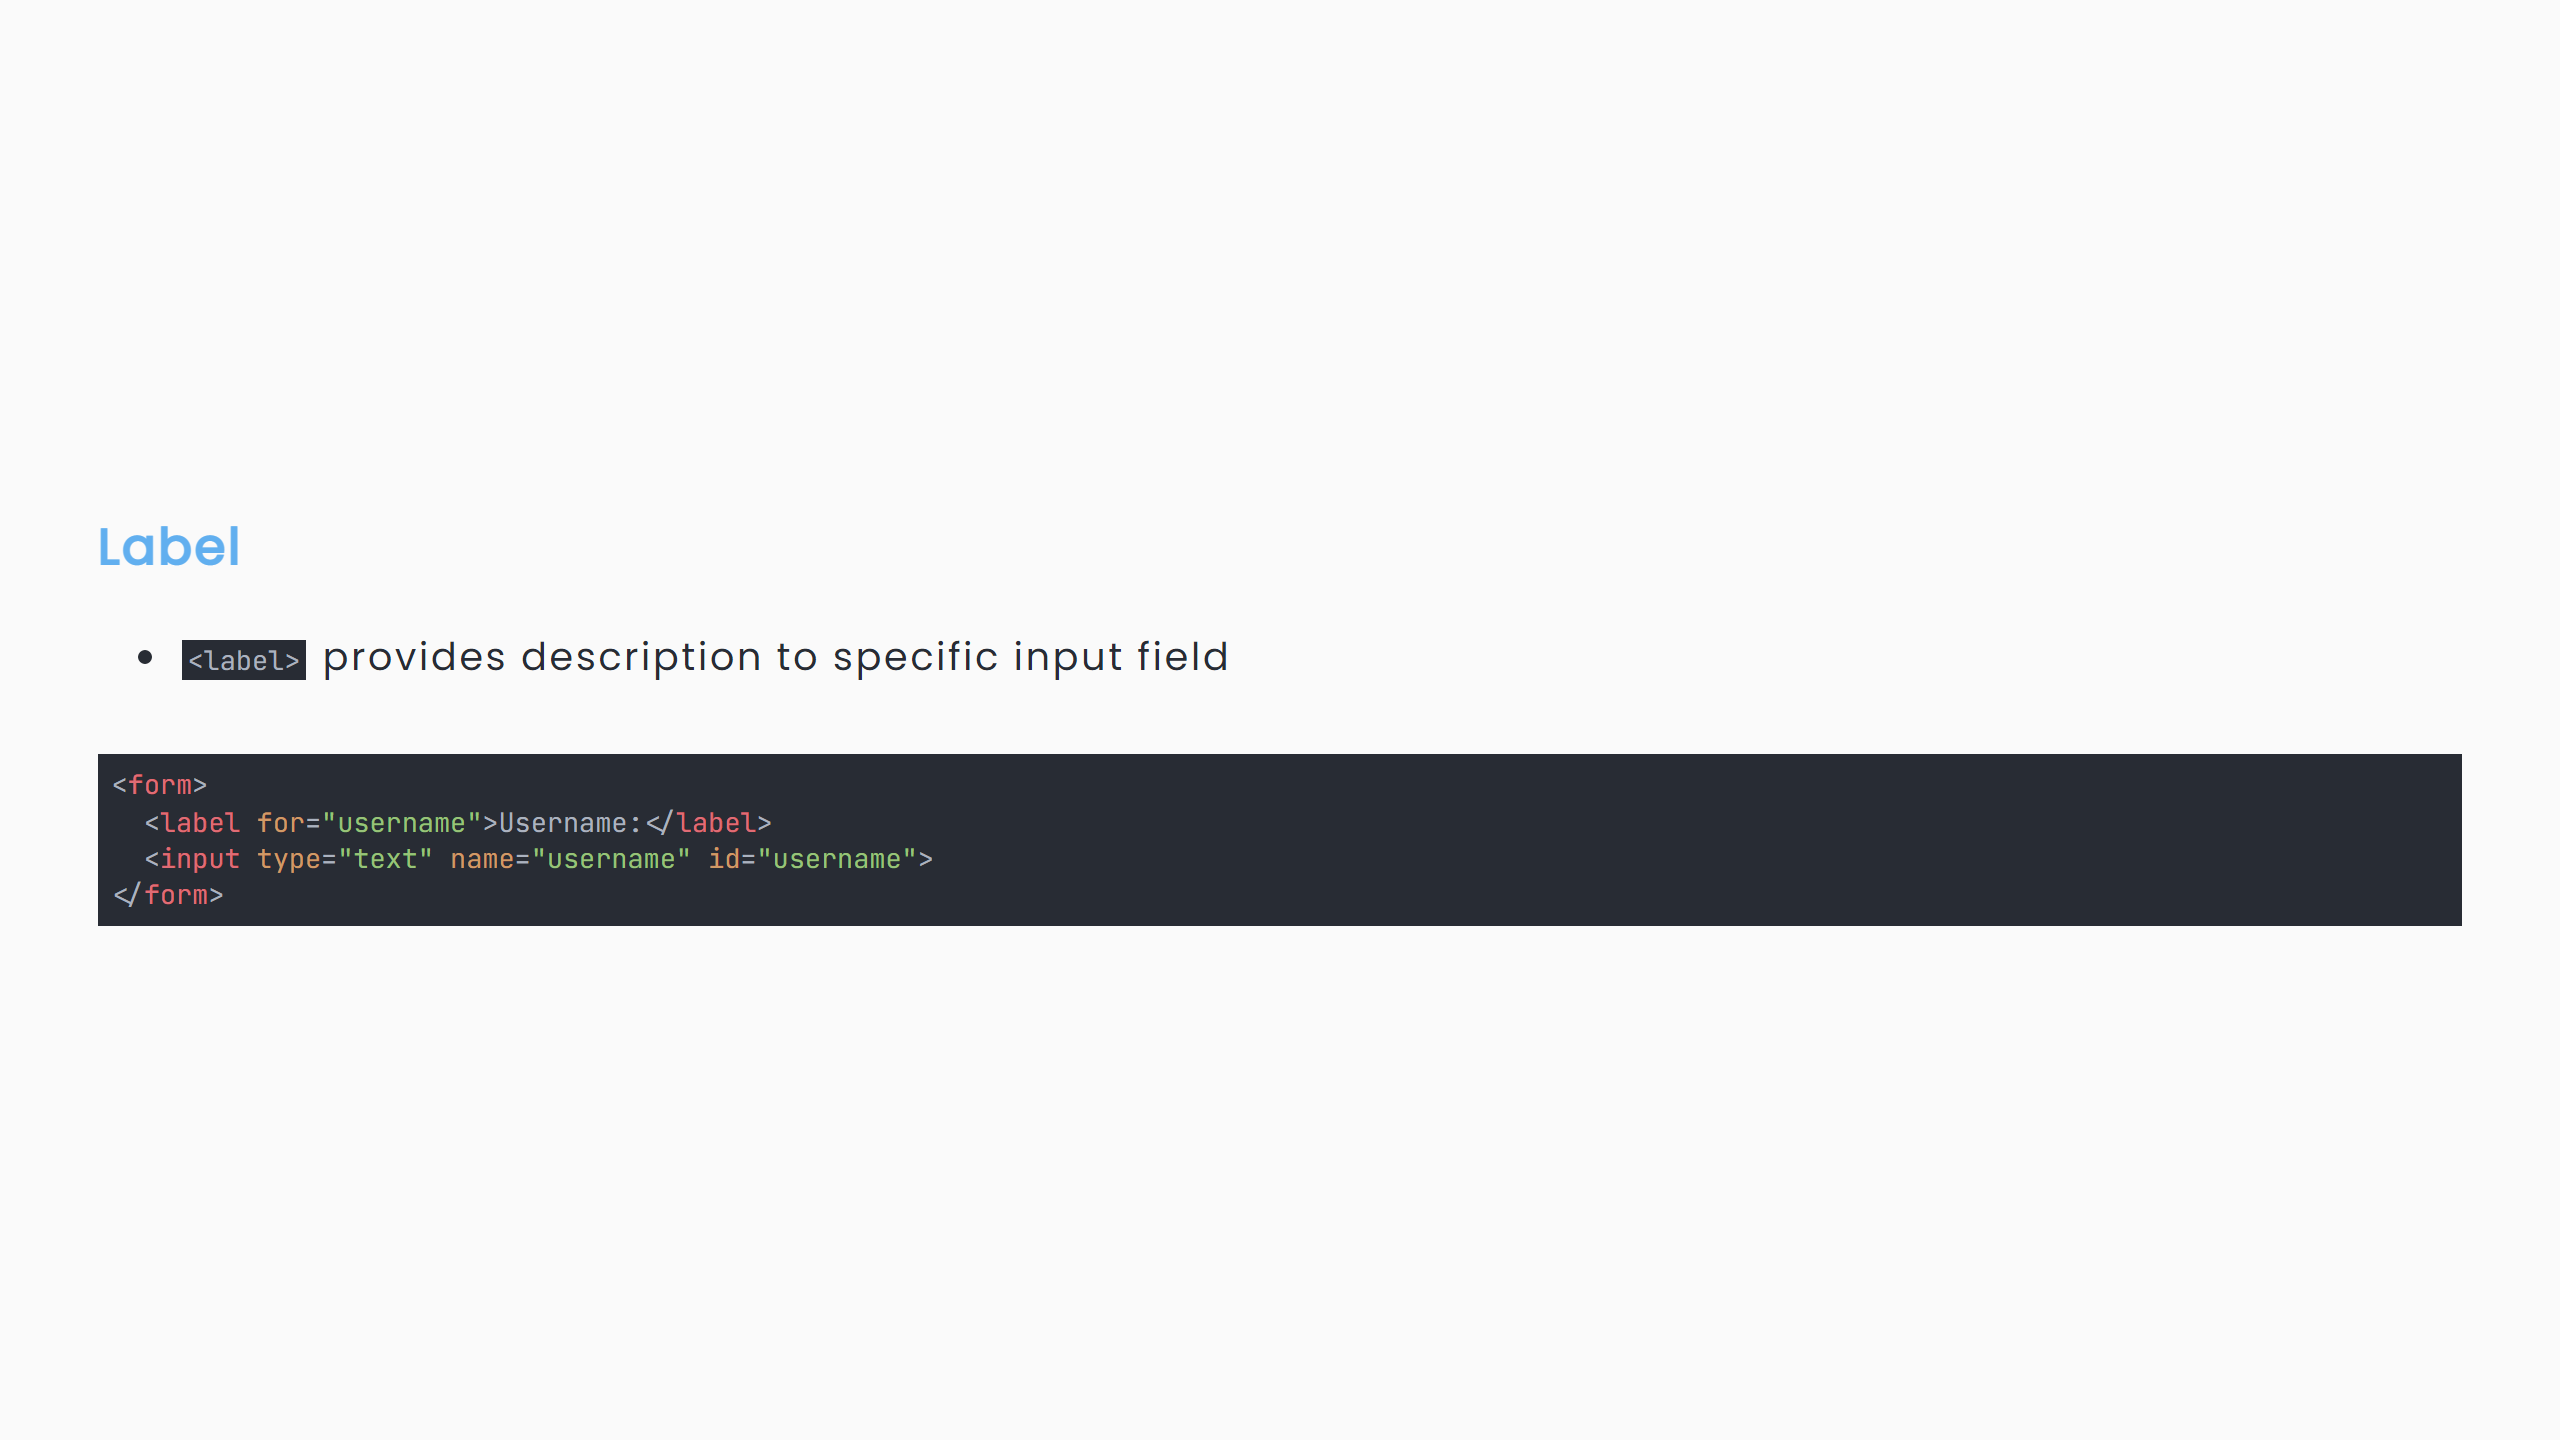 Label
• <label> provides description to specific input field
<form>
  <label for="username">Username:</label>
  <input type="text" name="username" id="username">
</form>